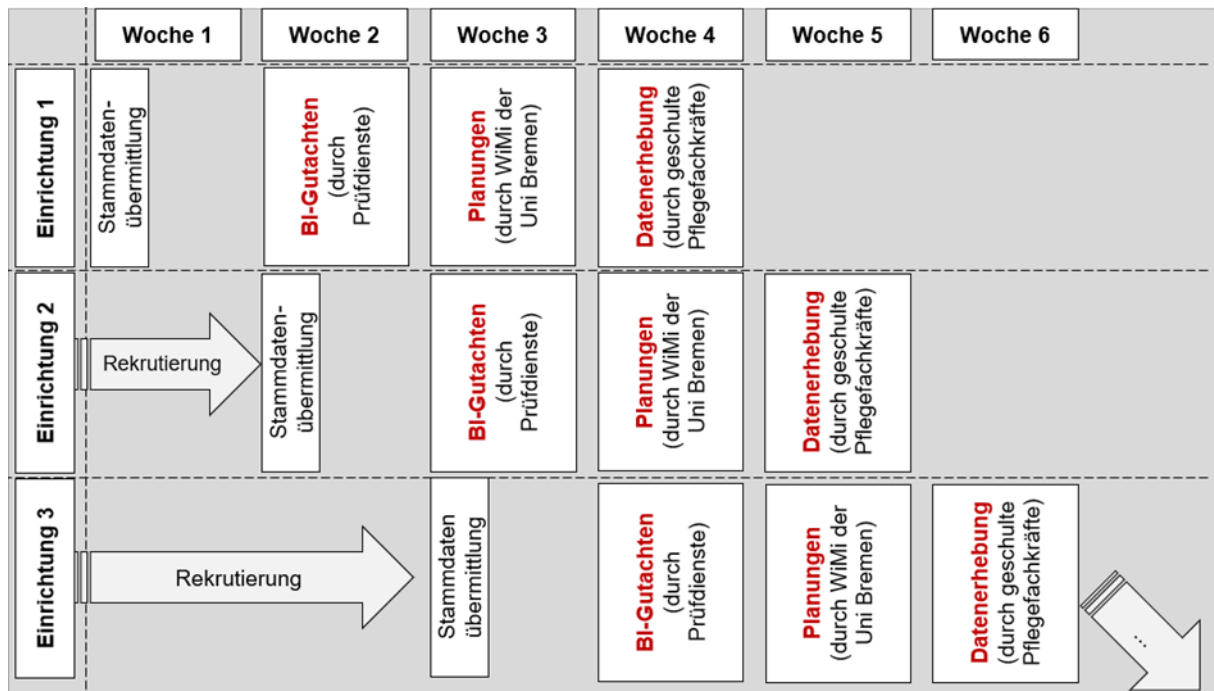 Woche 1
Woche 2
Woche 3
Woche 4
Woche 5
Woche 6
Einrichtung 1
Stammdaten-
übermittlung
BI-Gutachten
(durch
Prüfdienste)
Planungen
(durch WiMi der
Uni Bremen)
Datenerhebung
(durch geschulte
Pflegefachkräfte)
Einrichtung 2
Rekrutierung
Stammdaten-
übermittlung
BI-Gutachten
(durch
Prüfdienste)
Planungen
(durch WiMi der
Uni Bremen)
Datenerhebung
(durch geschulte
Pflegefachkräfte)
Einrichtung 3
Rekrutierung
Stammdaten
übermittlung
BI-Gutachten
(durch
Prüfdienste)
Planungen
(durch WiMi der
Uni Bremen)
Datenerhebung
(durch geschulte
Pflegefachkräfte)
...